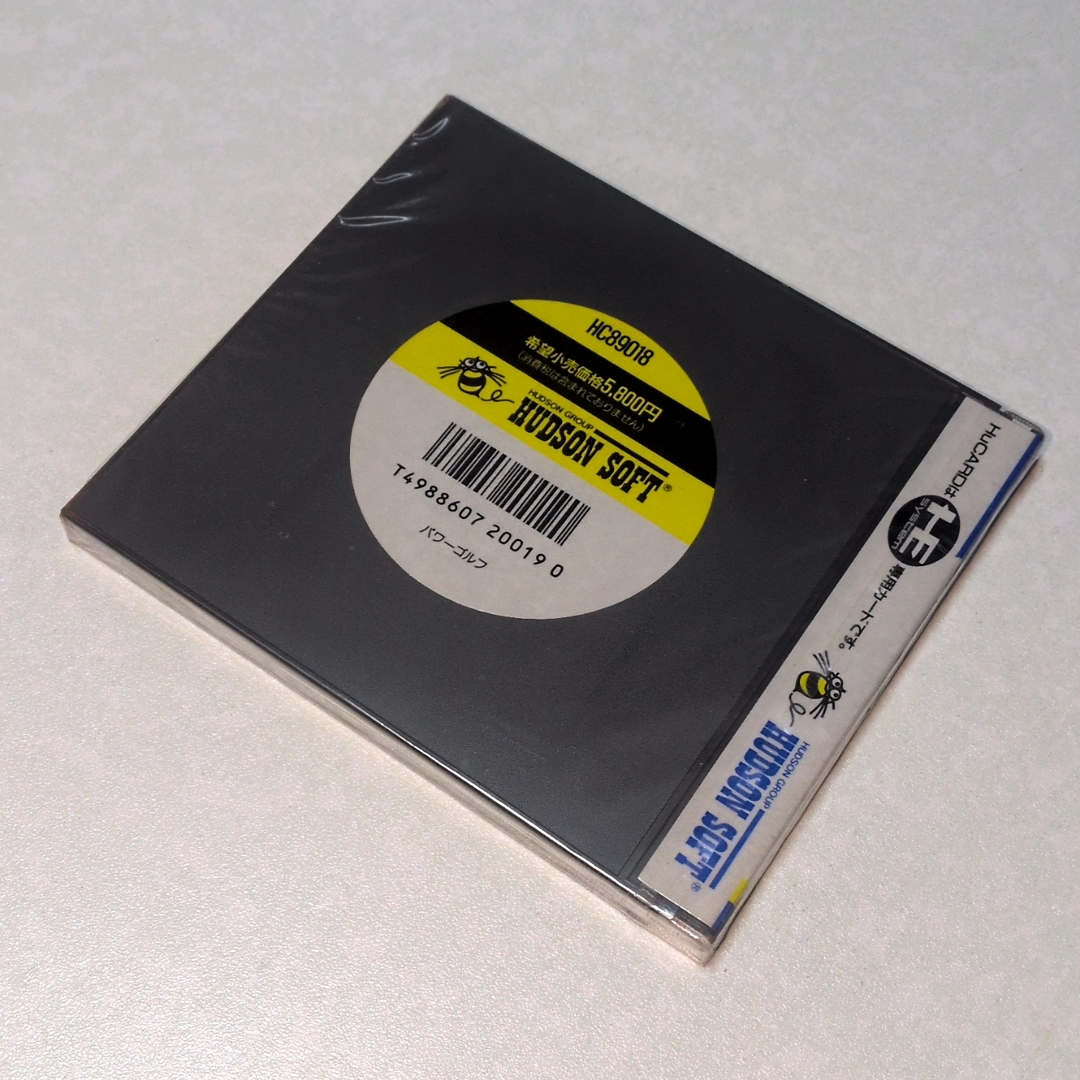 HC89018
希望小売価格5,800円
(消費税は含まれておりません)
HUDSON GROUP
HUDSON SOFT®
T4988607 20019 0
パワーゴルフ
HuCARDは
HE
system
専用カードです。
HUDSON GROUP
HUDSON SOFT®